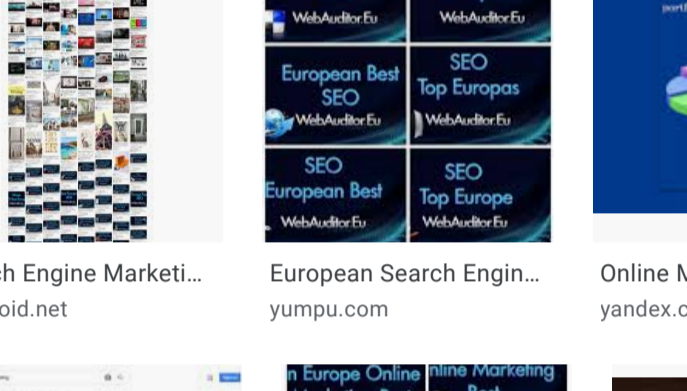 WebAuditor.Eu
WebAuditor.Eu
European Best
SEO
WebAuditor.Eu
SEO
Top Europas
WebAuditor.Eu
SEO
European Best
WebAuditor.Eu
SEO
Top Europe
WebAuditor.Eu
ch Engine Marketi...
oid.net
European Search Engin...
yumpu.com
Online M
yandex.c
n Europe Online
nline Marketing